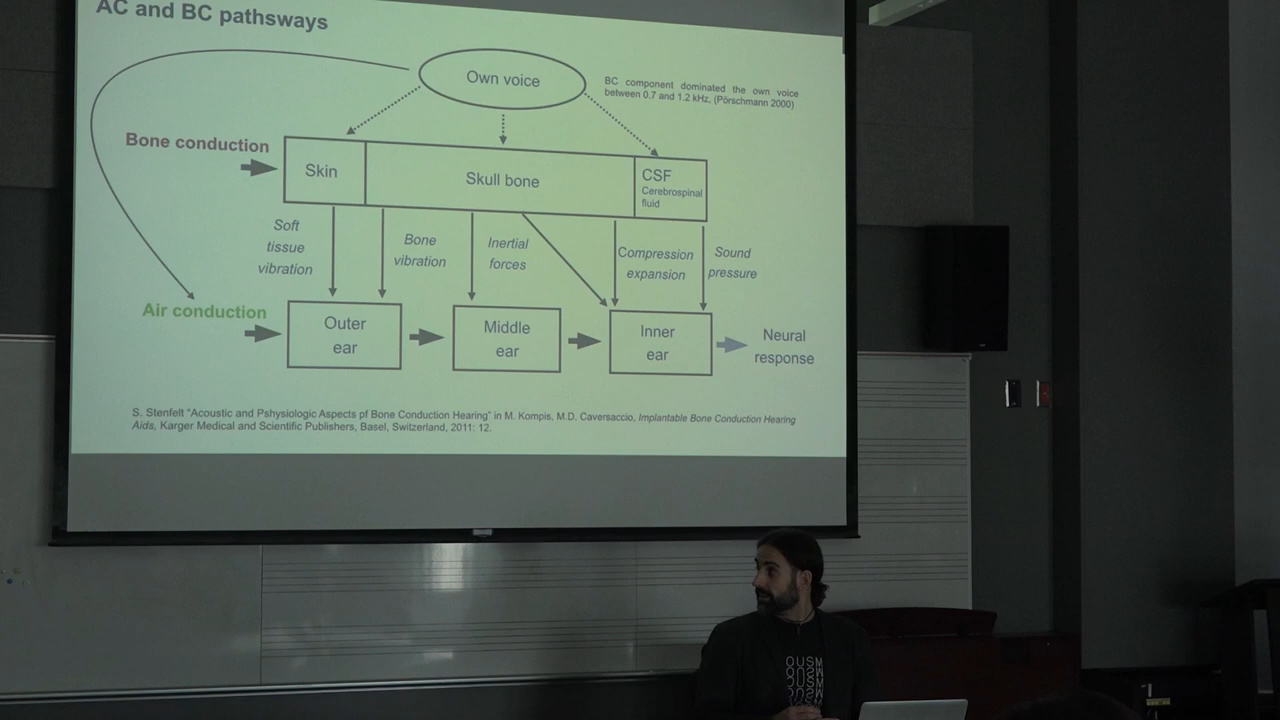 AC and BC pathsways
Own voice
BC component dominated the own voice
between 0.7 and 1.2 kHz, (Pörschmann 2000)
Bone conduction
Skin
Skull bone
CSF
Cerebrospinal
fluid
Soft
tissue
vibration
Bone
vibration
Inertial
forces
Compression
expansion
Sound
pressure
Air conduction
Outer
ear
Middle
ear
Inner
ear
Neural
response
S. Stenfelt "Acoustic and Pshysiologic Aspects pf Bone Conduction Hearing" in M. Kompis, M.D. Caversaccio, Implantable Bone Conduction Hearing
Aids, Karger Medical and Scientific Publishers, Basel, Switzerland, 2011: 12.
OUSM